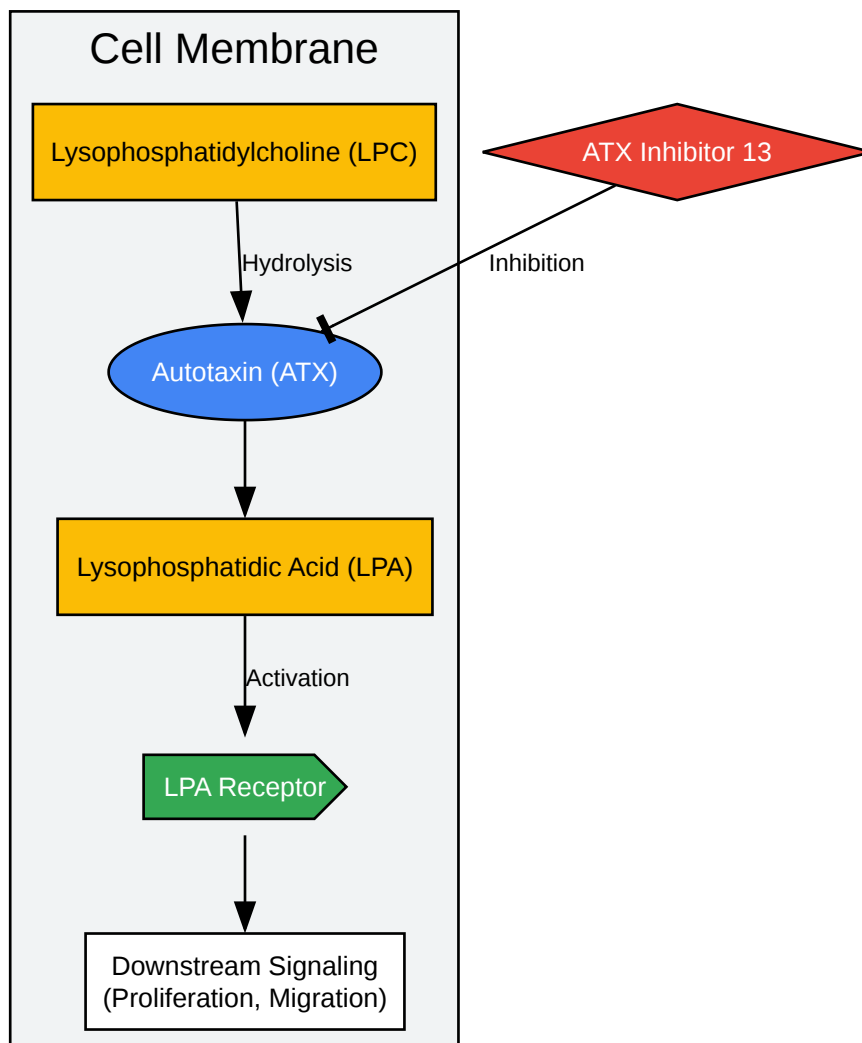 Cell Membrane
Lysophosphatidylcholine (LPC)
ATX Inhibitor 13
Hydrolysis
Inhibition
Autotaxin (ATX)
Lysophosphatidic Acid (LPA)
Activation
LPA Receptor
Downstream Signaling
(Proliferation, Migration)